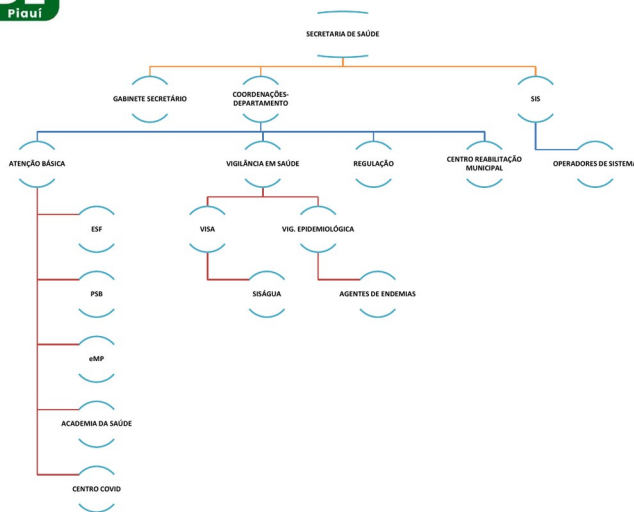 Piauí
SECRETARIA DE SAÚDE
GABINETE SECRETÁRIO
COORDENAÇÕES-
DEPARTAMENTO
SIS
ATENÇÃO BÁSICA
VIGILÂNCIA EM SAÚDE
REGULAÇÃO
CENTRO REABILITAÇÃO
MUNICIPAL
OPERADORES DE SISTEMA
ESF
VISA
VIG. EPIDEMIOLÓGICA
PSB
SISÁGUA
AGENTES DE ENDEMIAS
eMP
ACADEMIA DA SAÚDE
CENTRO COVID